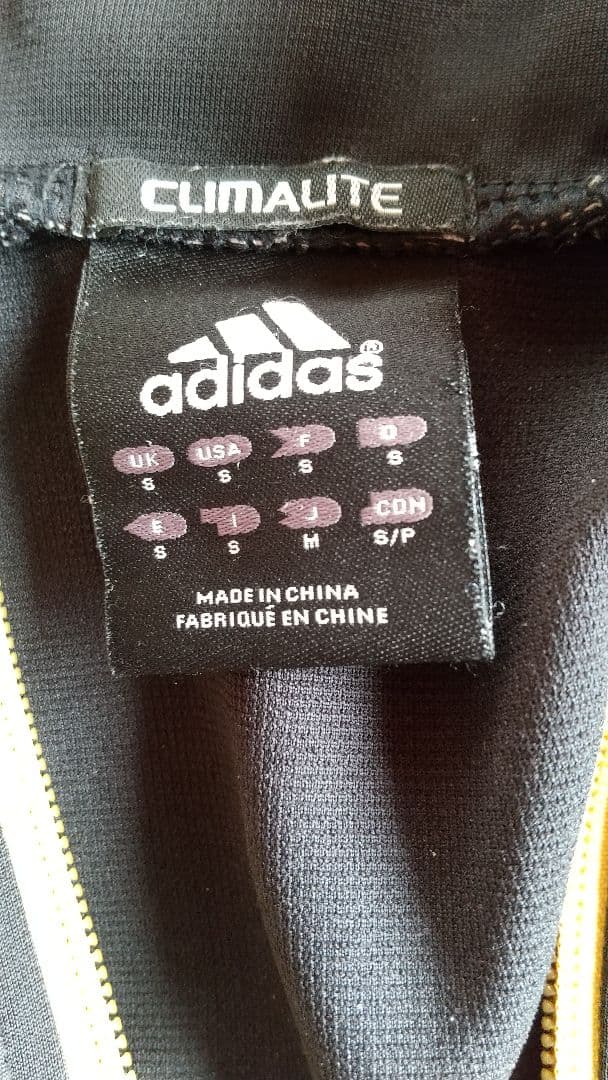 CLIMALITE
adidas®
UK USA F D
S S S S
E I J CDN
S S M S/P
MADE IN CHINA
FABRIQUÉ EN CHINE